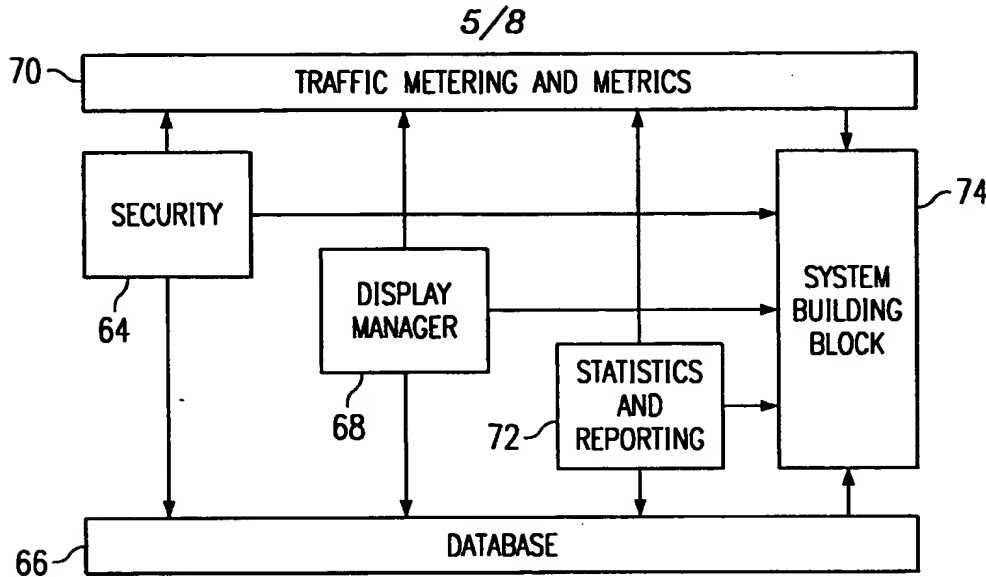 5/8
70
TRAFFIC METERING AND METRICS
SECURITY
64
DISPLAY
MANAGER
68
STATISTICS
AND
REPORTING
72
SYSTEM
BUILDING
BLOCK
74
66
DATABASE